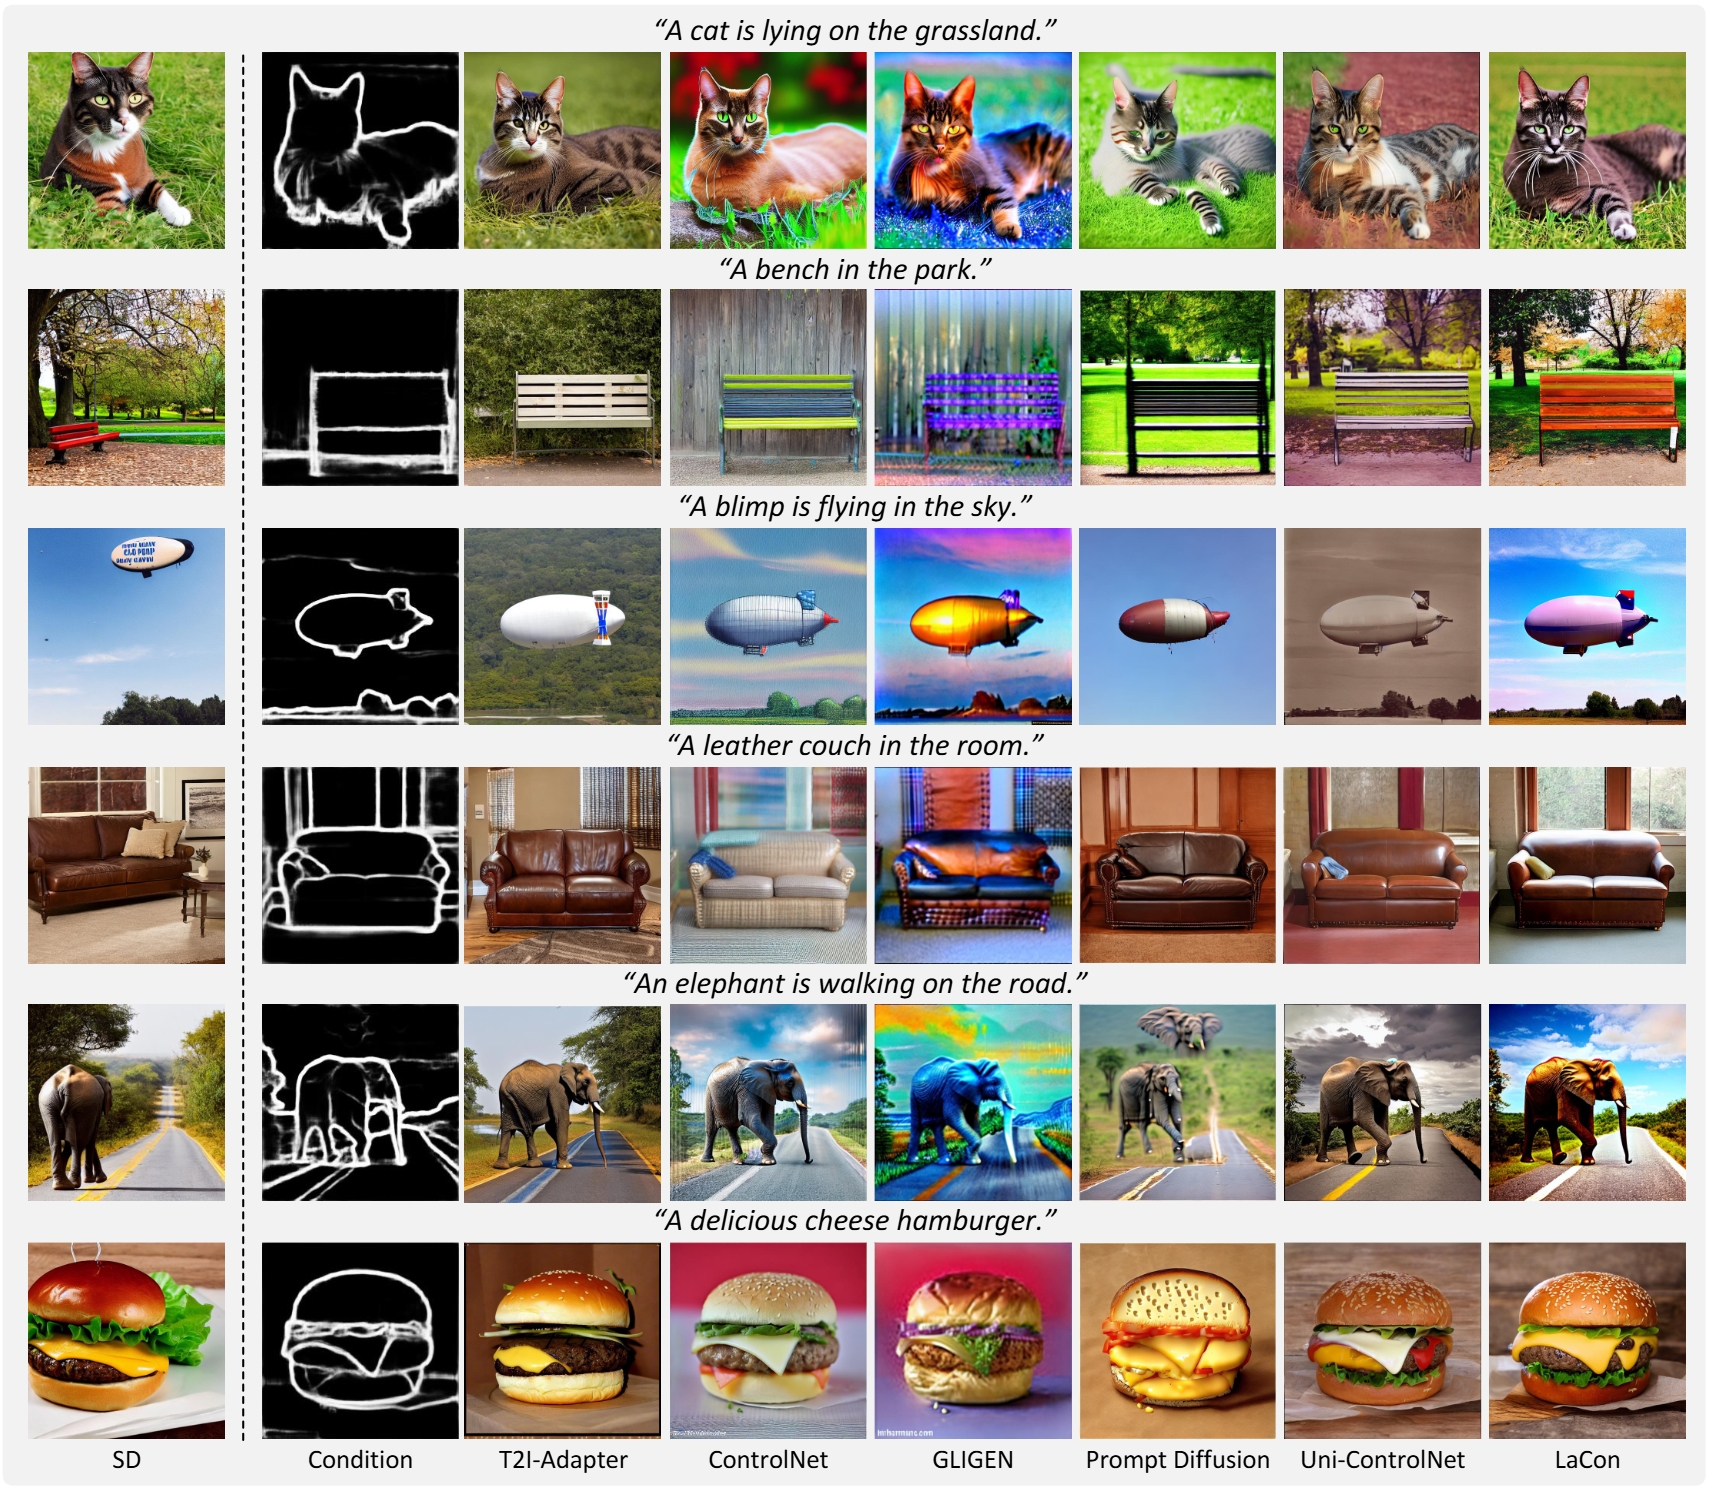 “A cat is lying on the grassland.”
“A bench in the park.”
“A blimp is flying in the sky.”
“A leather couch in the room.”
“An elephant is walking on the road.”
“A delicious cheese hamburger.”
SD Condition T2I-Adapter ControlNet GLIGEN Prompt Diffusion Uni-ControlNet LaCon